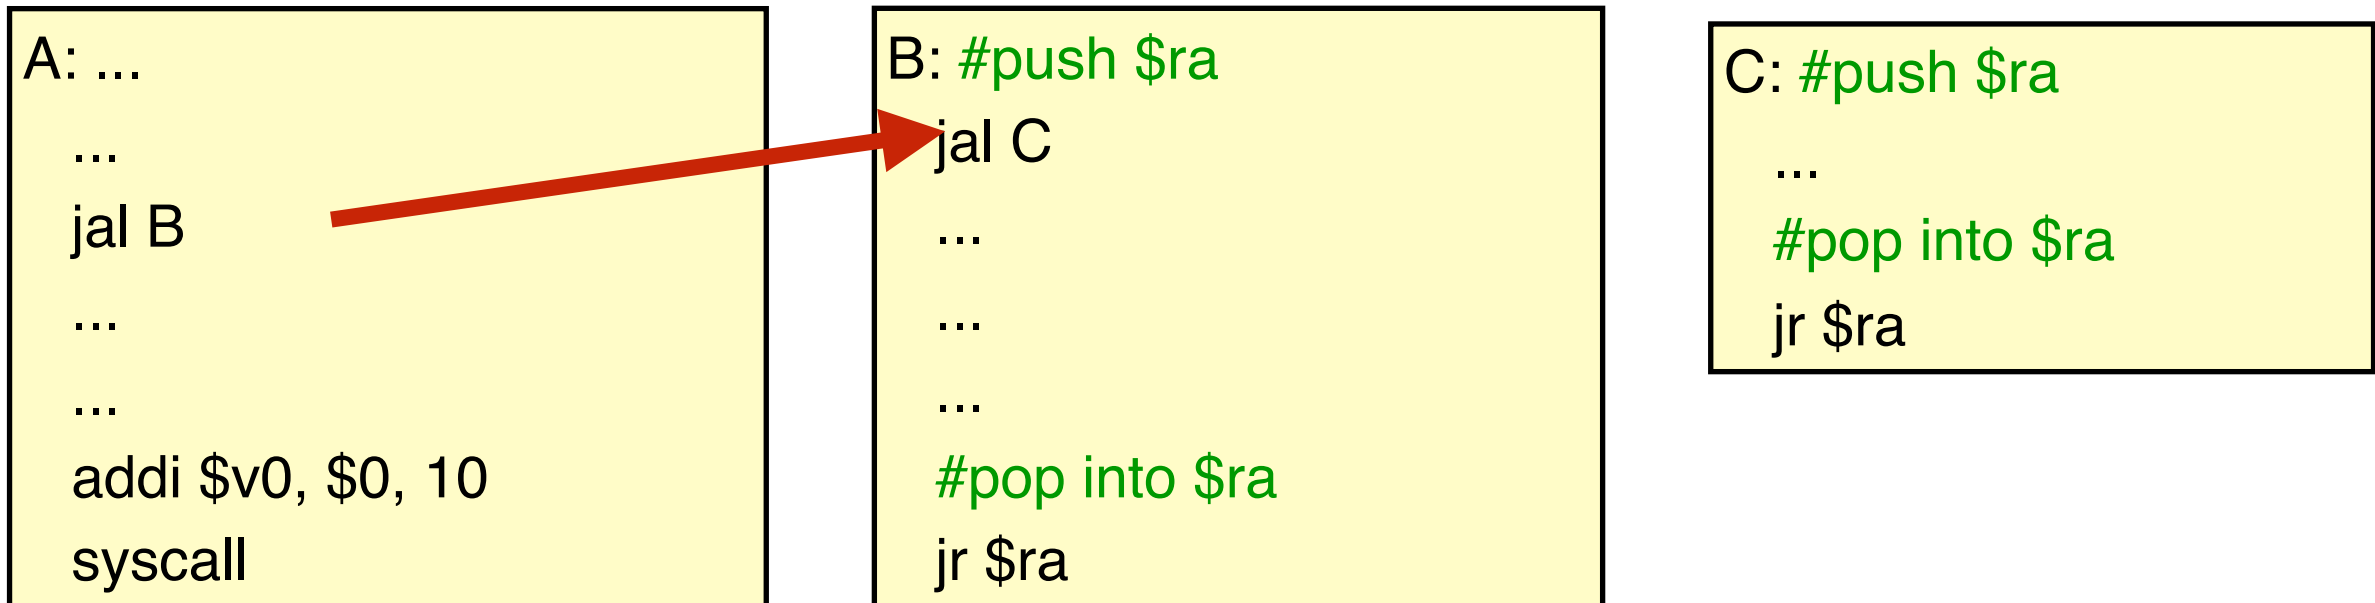 A: ...
...
jal B
...
...
addi $v0, $0, 10
syscall
B: #push $ra
jal C
...
...
...
#pop into $ra
jr $ra
C: #push $ra
...
#pop into $ra
jr $ra